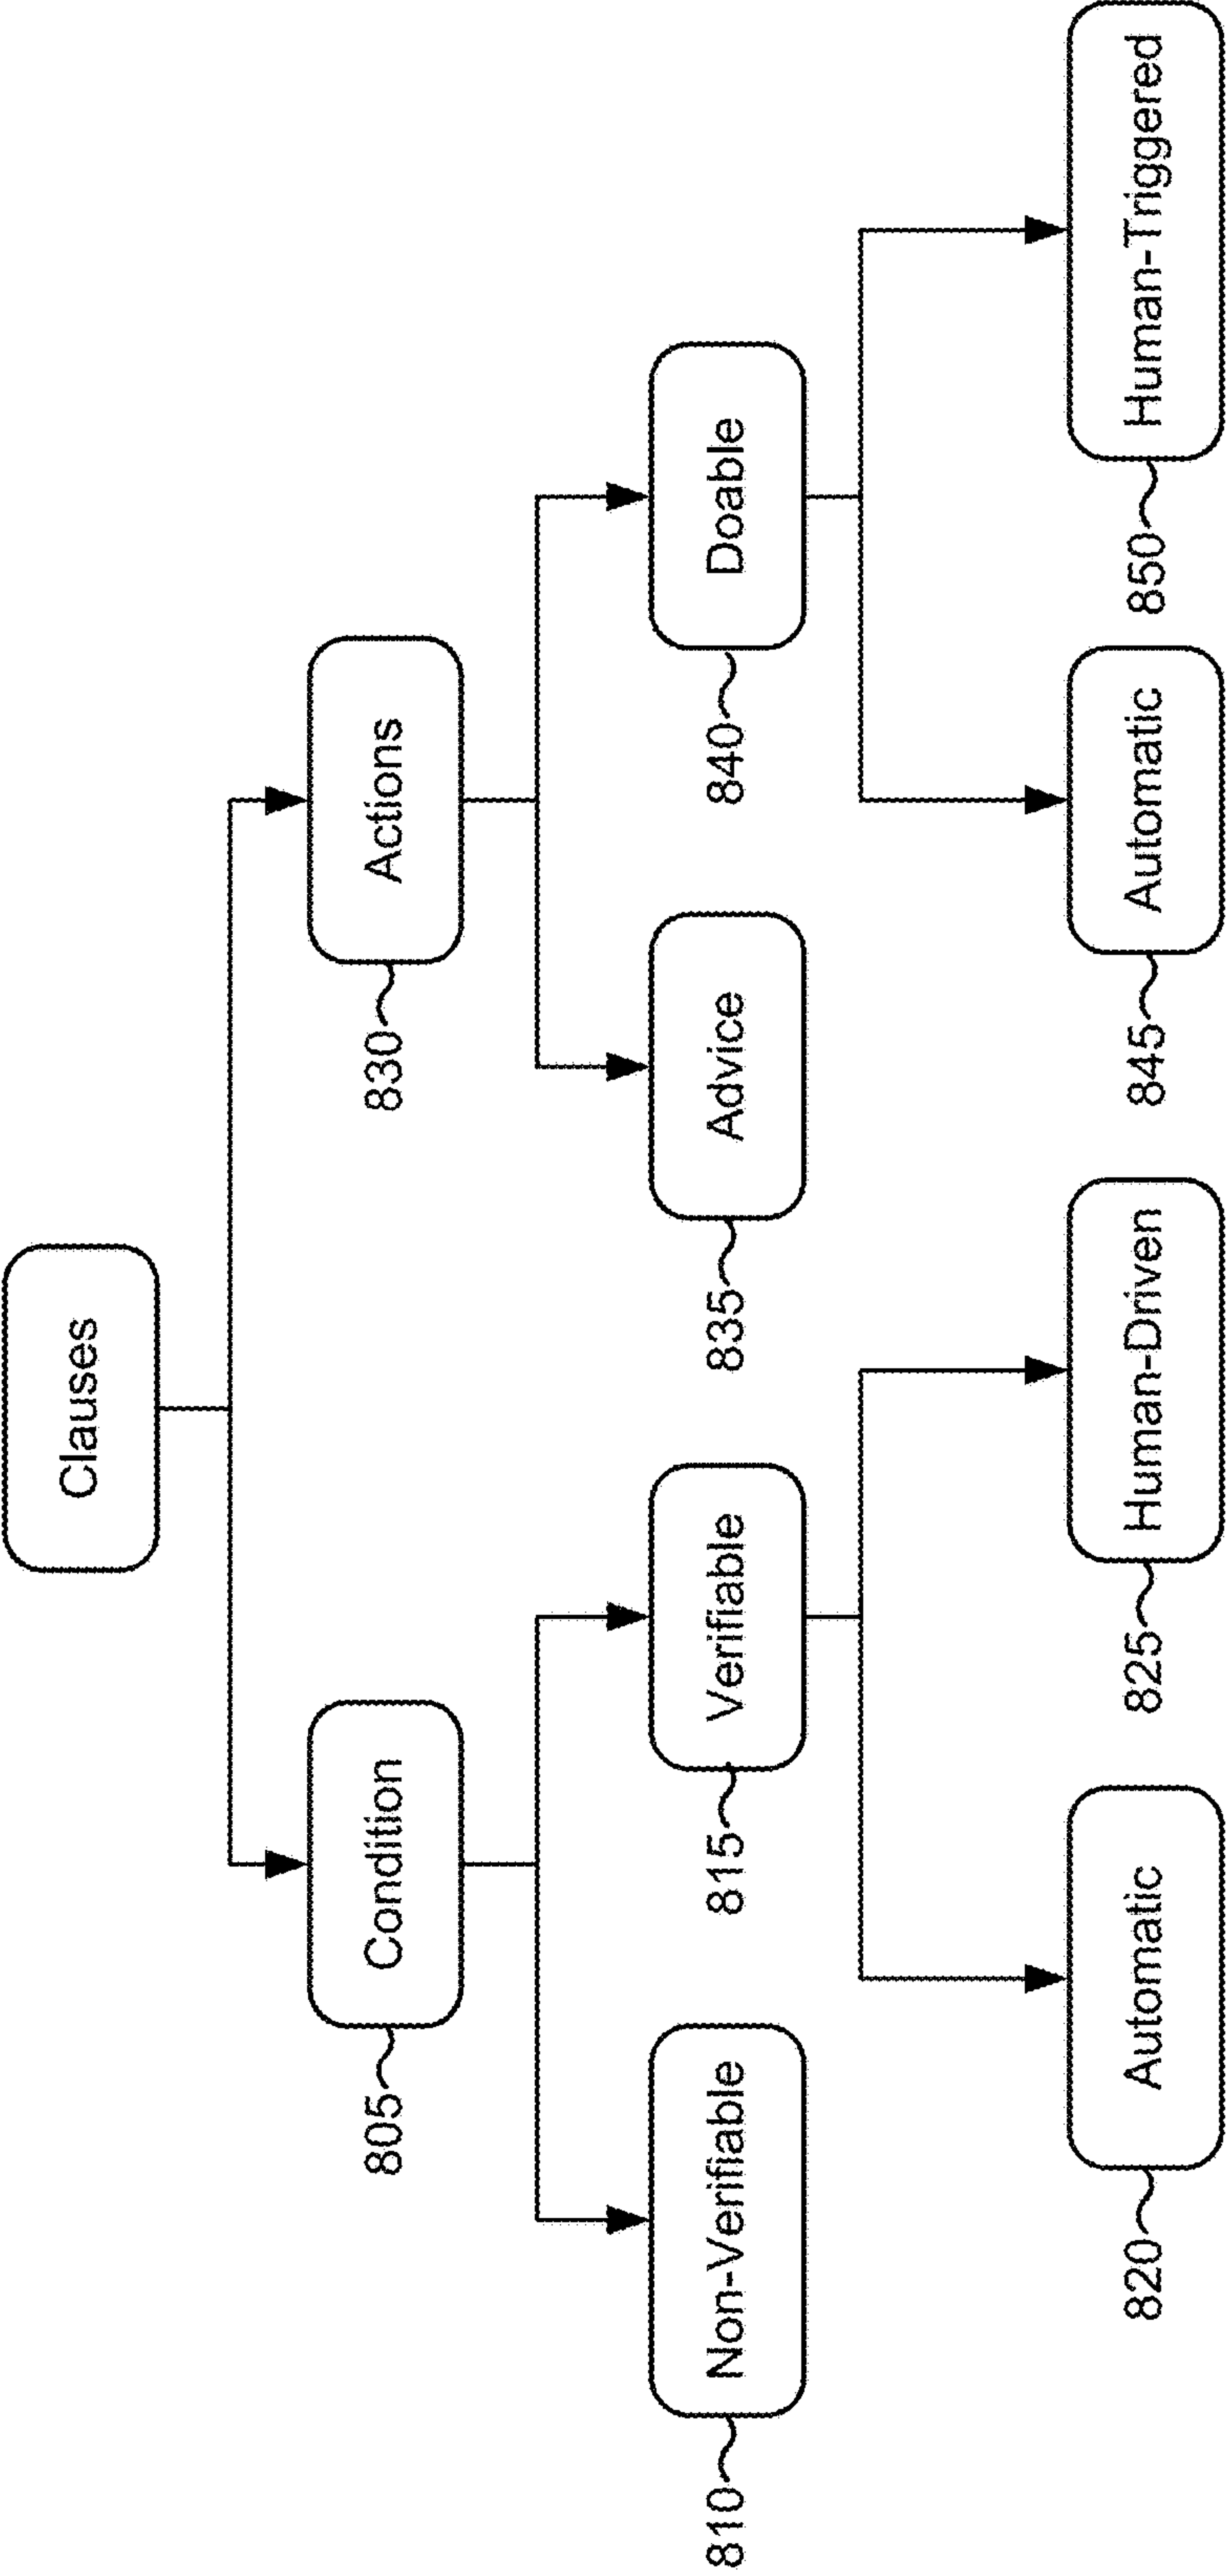 Clauses
805
Condition
830
Actions
810
Non-Verifiable
815
Verifiable
835
Advice
840
Doable
820
Automatic
825
Human-Driven
845
Automatic
850
Human-Triggered